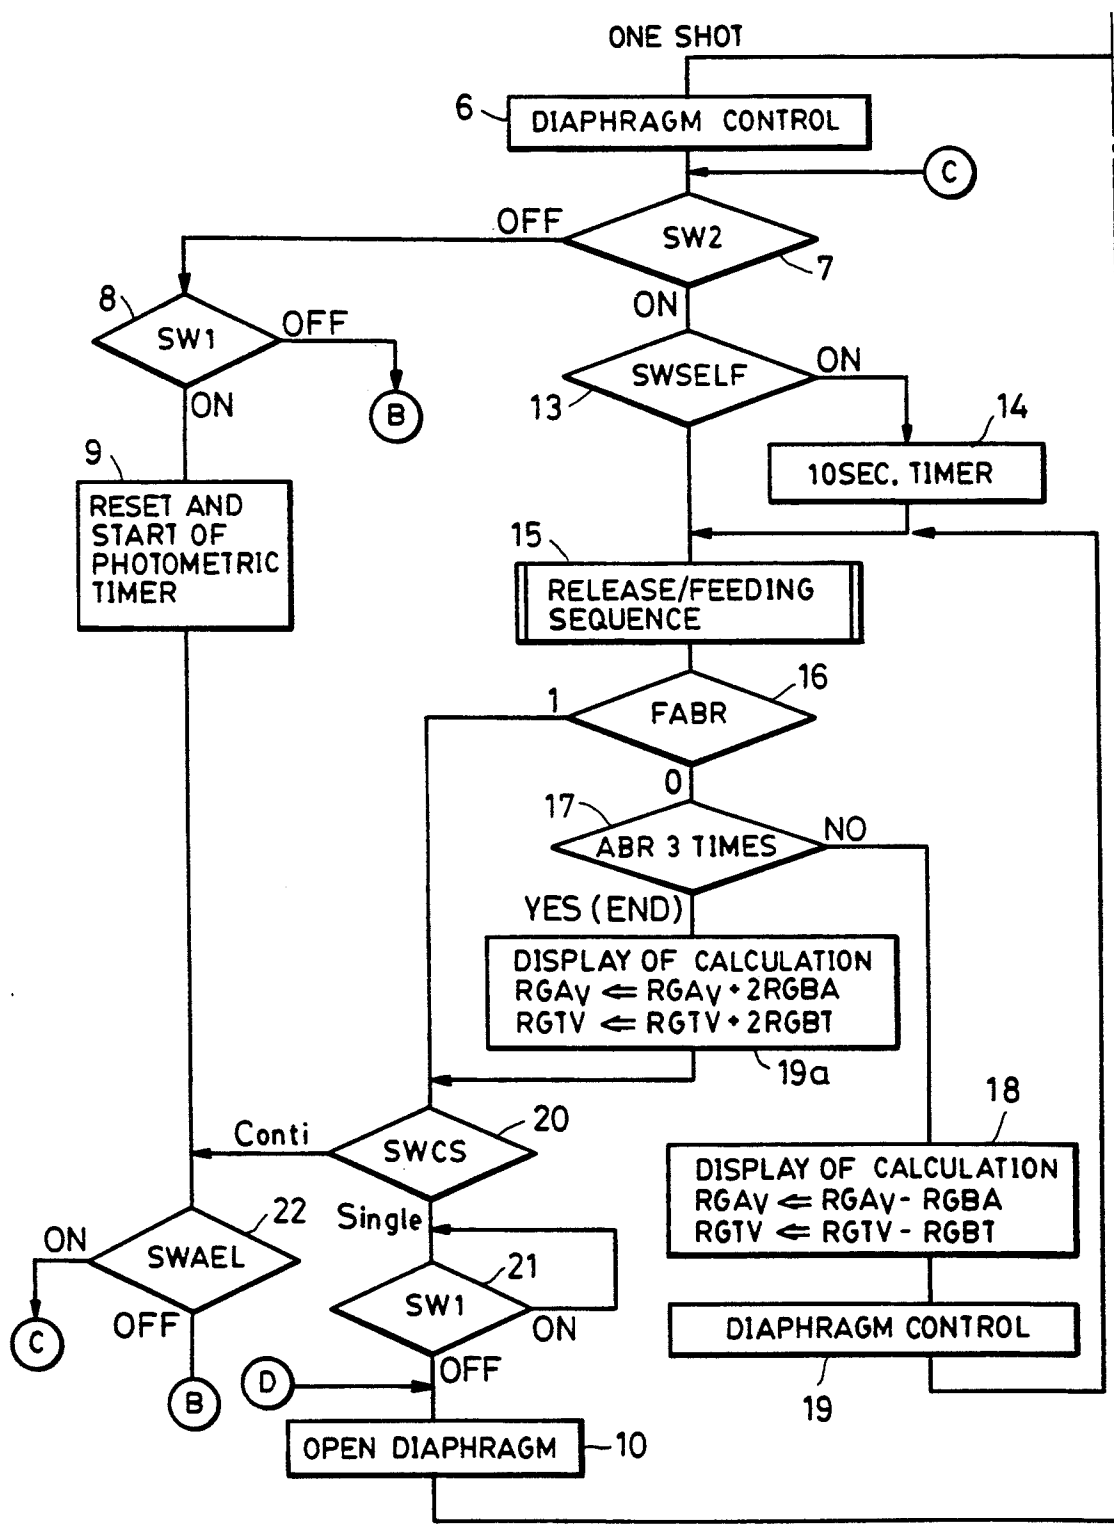 ONE SHOT
6
DIAPHRAGM CONTROL
C
OFF
SW2
7
ON
8
SW1
OFF
ON
B
SWSELF
ON
13
14
10SEC. TIMER
9
RESET AND
START OF
PHOTOMETRIC
TIMER
15
RELEASE/FEEDING
SEQUENCE
16
1
FABR
0
17
ABR 3 TIMES
NO
YES (END)
DISPLAY OF CALCULATION
RGAV ⇐ RGAV + 2RGBA
RGTV ⇐ RGTV + 2RGBT
19a
18
DISPLAY OF CALCULATION
RGAV ⇐ RGAV - RGBA
RGTV ⇐ RGTV - RGBT
Conti
SWCS
20
Single
22
ON
SWAEL
OFF
C
B
21
SW1
ON
OFF
DIAPHRAGM CONTROL
19
D
OPEN DIAPHRAGM
10